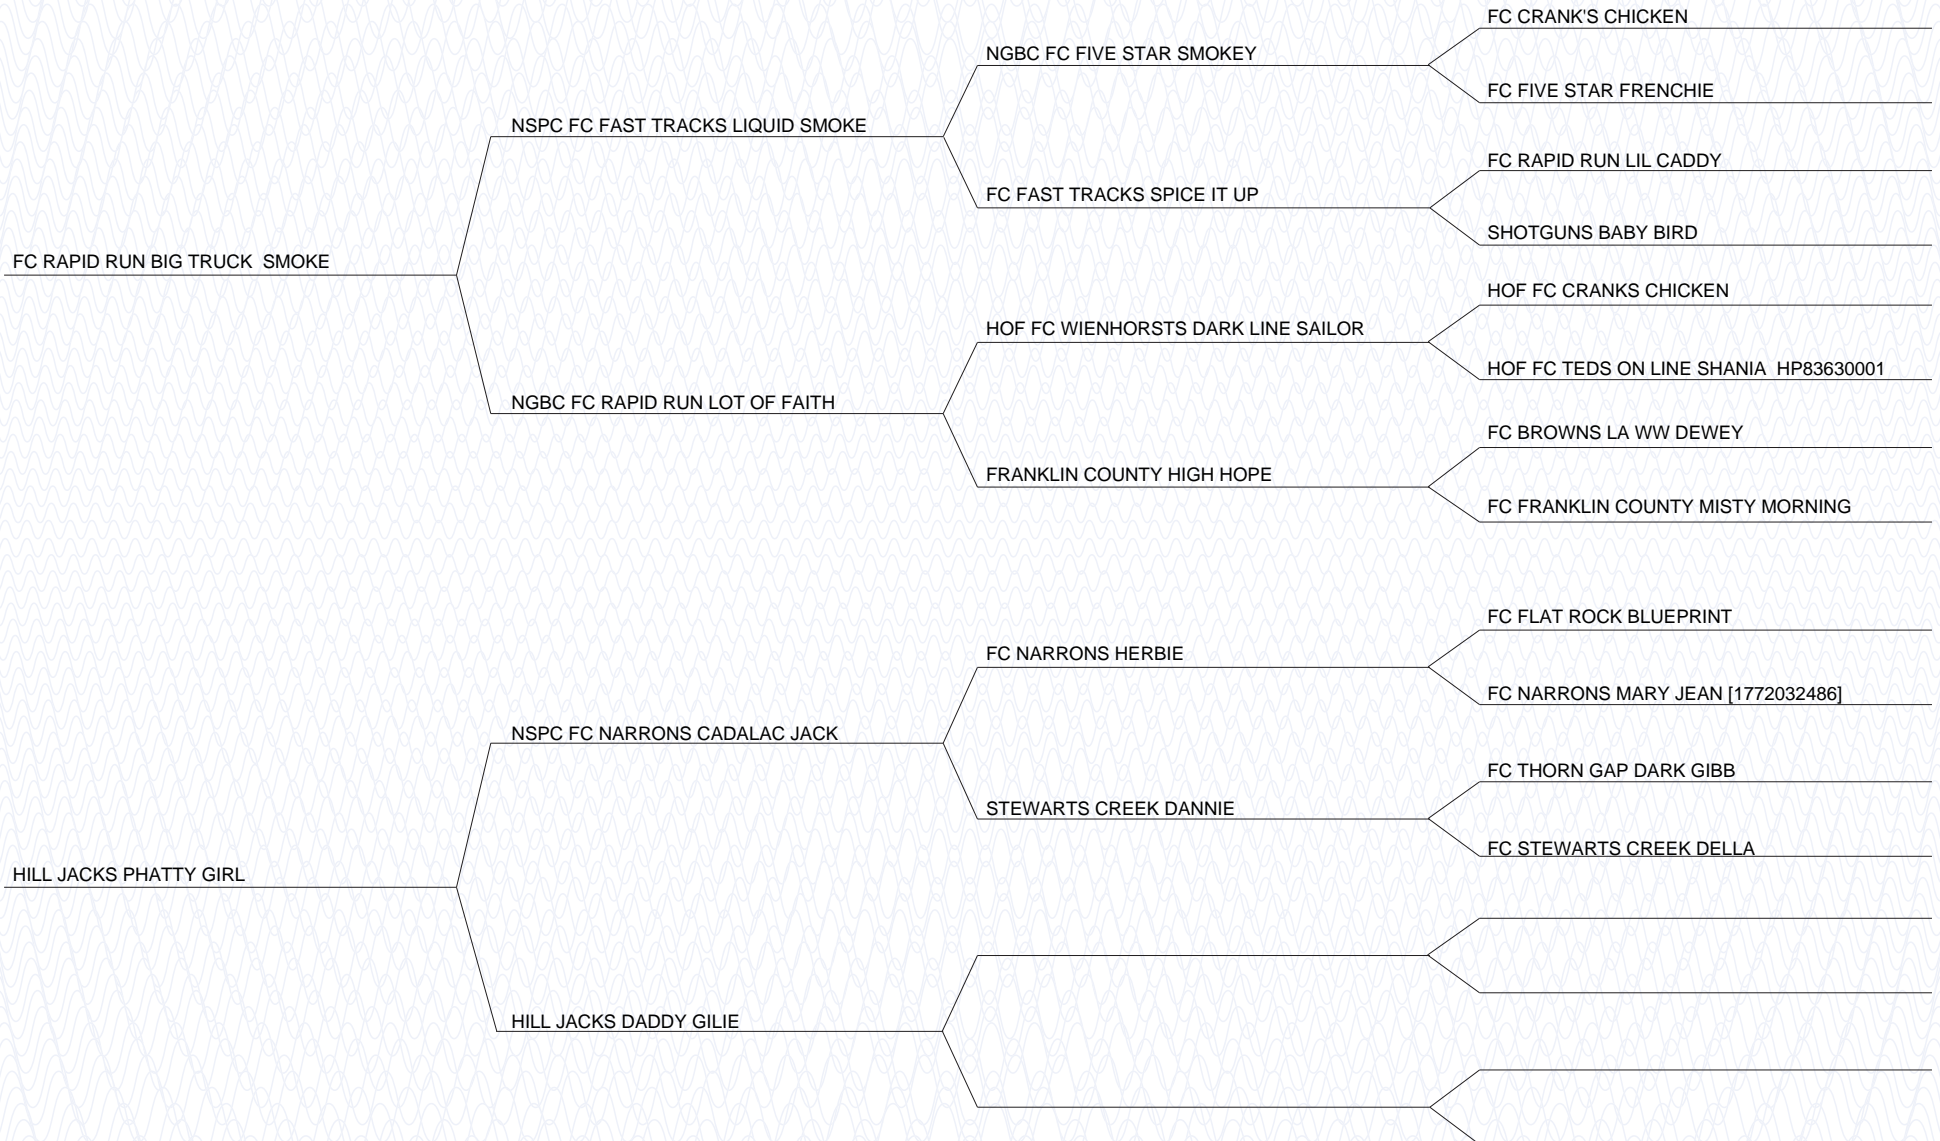 FC CRANK'S CHICKEN
NGBC FC FIVE STAR SMOKEY
FC FIVE STAR FRENCHIE
NSPC FC FAST TRACKS LIQUID SMOKE
FC RAPID RUN LIL CADDY
FC FAST TRACKS SPICE IT UP
SHOTGUNS BABY BIRD
FC RAPID RUN BIG TRUCK  SMOKE
HOF FC CRANKS CHICKEN
HOF FC WIENHORSTS DARK LINE SAILOR
HOF FC TEDS ON LINE SHANIA  HP83630001
NGBC FC RAPID RUN LOT OF FAITH
FC BROWNS LA WW DEWEY
FRANKLIN COUNTY HIGH HOPE
FC FRANKLIN COUNTY MISTY MORNING
FC FLAT ROCK BLUEPRINT
FC NARRONS HERBIE
FC NARRONS MARY JEAN [1772032486]
NSPC FC NARRONS CADALAC JACK
FC THORN GAP DARK GIBB
STEWARTS CREEK DANNIE
FC STEWARTS CREEK DELLA
HILL JACKS PHATTY GIRL
HILL JACKS DADDY GILIE